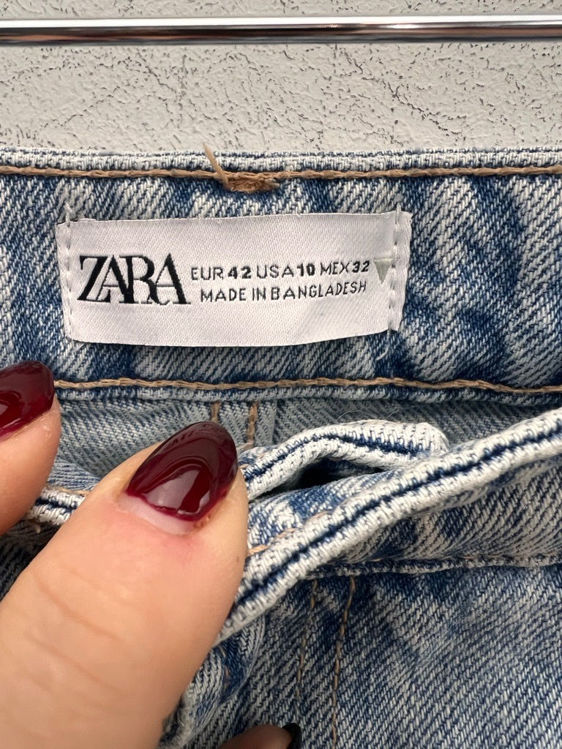 ZARA
EUR 42 USA 10 MEX 32
MADE IN BANGLADESH